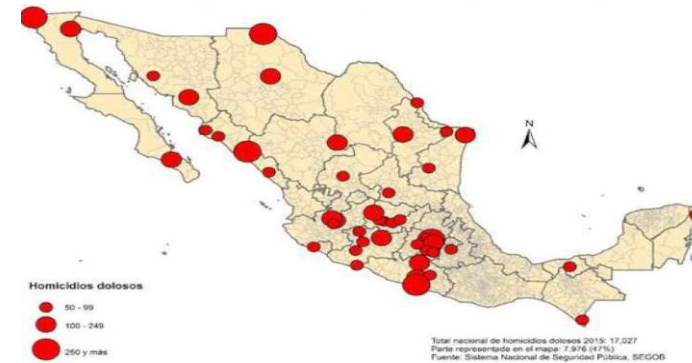 N
Homicidios dolosos
50 - 99
100 - 249
250 y más
Total nacional de homicidios dolosos 2015: 17,027
Parte representada en el mapa: 7,976 (47%)
Fuente: Sistema Nacional de Seguridad Pública, SEGOB